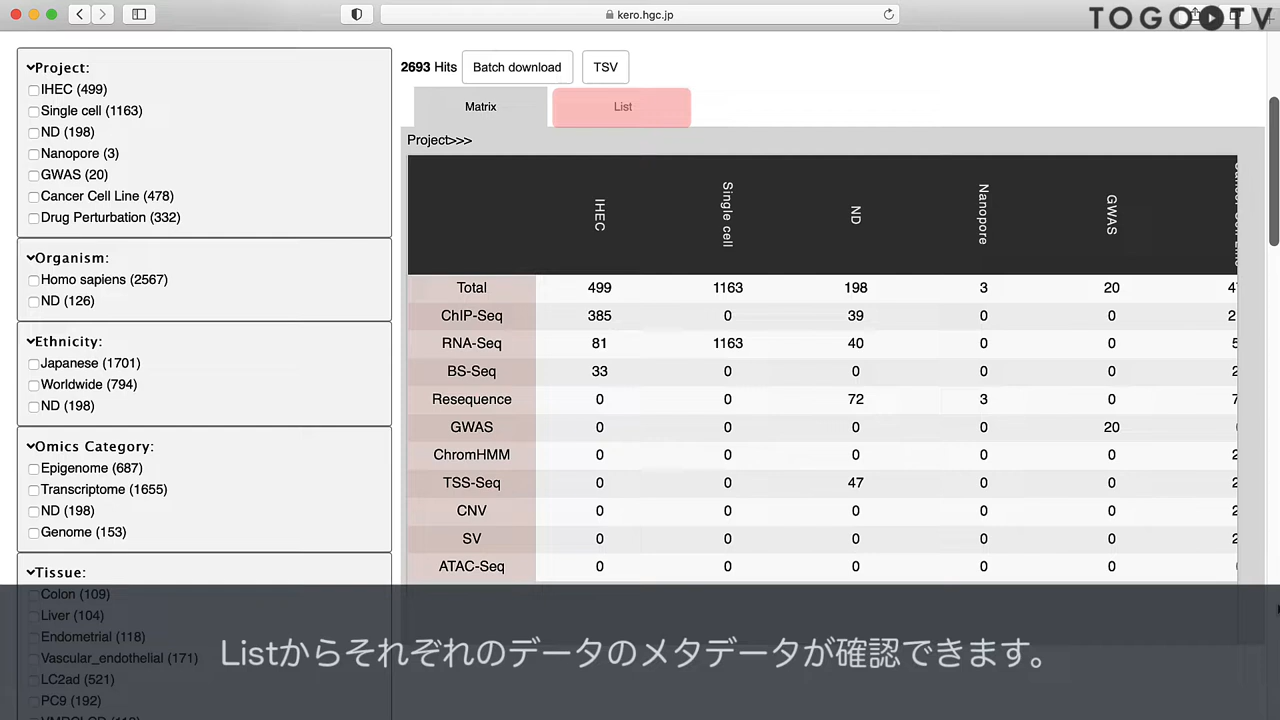 kero.hgc.jp
TOGO TV
Project:
IHEC (499)
Single cell (1163)
ND (198)
Nanopore (3)
GWAS (20)
Cancer Cell Line (478)
Drug Perturbation (332)
Organism:
Homo sapiens (2567)
ND (126)
Ethnicity:
Japanese (1701)
Worldwide (794)
ND (198)
Omics Category:
Epigenome (687)
Transcriptome (1655)
ND (198)
Genome (153)
Tissue:
Colon (109)
Liver (104)
Endometrial (118)
Vascular_endothelial (171)
LC2ad (521)
PC9 (192)
2693 Hits Batch download TSV
Matrix List
Project>>>
IHEC Single cell ND Nanopore GWAS
Total 499 1163 198 3 20
ChIP-Seq 385 0 39 0 0
RNA-Seq 81 1163 40 0 0
BS-Seq 33 0 0 0 0
Resequence 0 0 72 3 0
GWAS 0 0 0 0 20
ChromHMM 0 0 0 0 0
TSS-Seq 0 0 47 0 0
CNV 0 0 0 0 0
SV 0 0 0 0 0
ATAC-Seq 0 0 0 0 0
Listからそれぞれのデータのメタデータが確認できます。